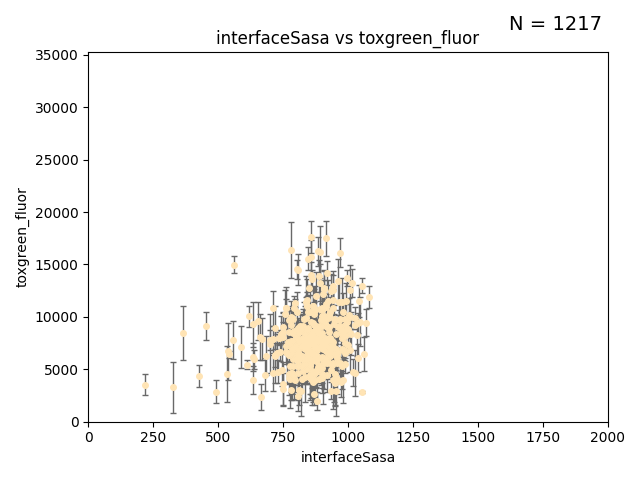 N = 1217
interfaceSasa vs toxgreen_fluor
35000
30000
25000
20000
15000
10000
5000
0
toxgreen_fluor
0 250 500 750 1000 1250 1500 1750 2000
interfaceSasa